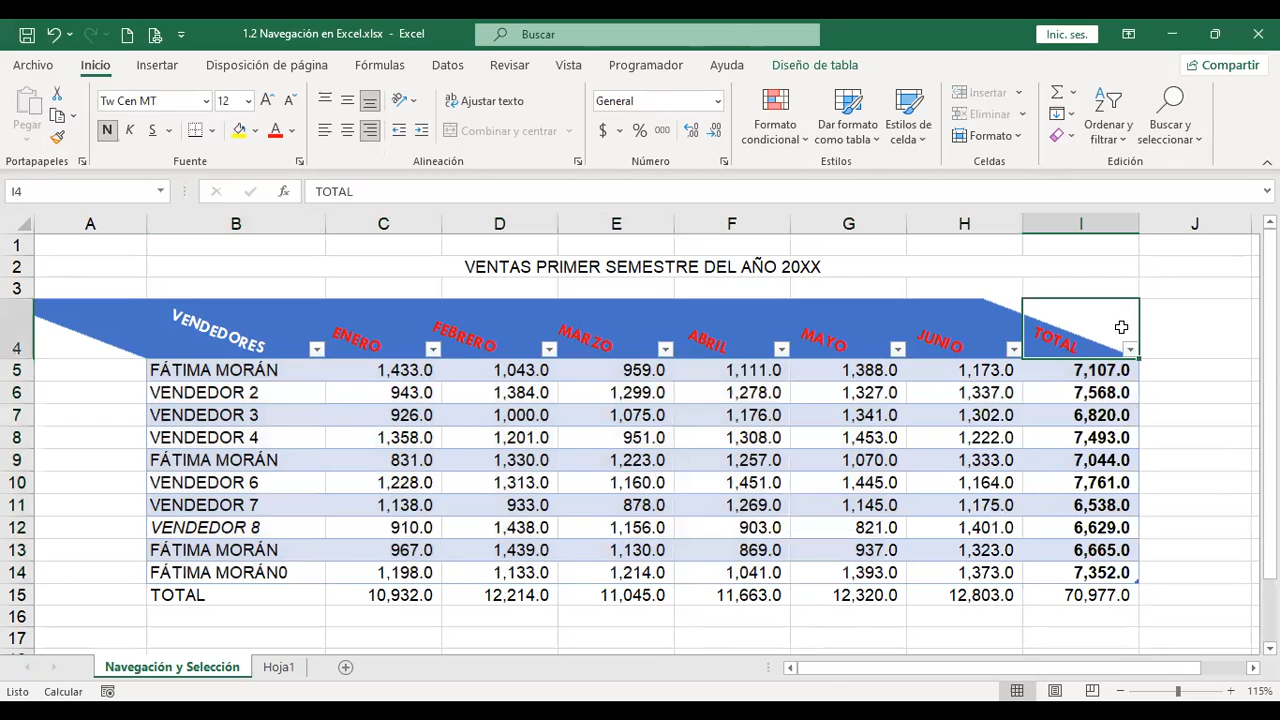 1.2 Navegación en Excel.xlsx - Excel
Buscar
Inic. ses.
Archivo Inicio Insertar Disposición de página Fórmulas Datos Revisar Vista Programador Ayuda Diseño de tabla Compartir
Pegar
Portapapeles
Tw Cen MT 12
N K S
Fuente
Ajustar texto
Combinar y centrar
Alineación
General
$ % 000
Número
Formato condicional
Dar formato como tabla
Estilos de celda
Estilos
Insertar
Eliminar
Formato
Celdas
Ordenar y filtrar
Buscar y seleccionar
Edición
I4 fx TOTAL
A B C D E F G H I J
1
2 VENTAS PRIMER SEMESTRE DEL AÑO 20XX
3
4 VENDEDORES ENERO FEBRERO MARZO ABRIL MAYO JUNIO TOTAL
5 FÁTIMA MORÁN 1,433.0 1,043.0 959.0 1,111.0 1,388.0 1,173.0 7,107.0
6 VENDEDOR 2 943.0 1,384.0 1,299.0 1,278.0 1,327.0 1,337.0 7,568.0
7 VENDEDOR 3 926.0 1,000.0 1,075.0 1,176.0 1,341.0 1,302.0 6,820.0
8 VENDEDOR 4 1,358.0 1,201.0 951.0 1,308.0 1,453.0 1,222.0 7,493.0
9 FÁTIMA MORÁN 831.0 1,330.0 1,223.0 1,257.0 1,070.0 1,333.0 7,044.0
10 VENDEDOR 6 1,228.0 1,313.0 1,160.0 1,451.0 1,445.0 1,164.0 7,761.0
11 VENDEDOR 7 1,138.0 933.0 878.0 1,269.0 1,145.0 1,175.0 6,538.0
12 VENDEDOR 8 910.0 1,438.0 1,156.0 903.0 821.0 1,401.0 6,629.0
13 FÁTIMA MORÁN 967.0 1,439.0 1,130.0 869.0 937.0 1,323.0 6,665.0
14 FÁTIMA MORÁN0 1,198.0 1,133.0 1,214.0 1,041.0 1,393.0 1,373.0 7,352.0
15 TOTAL 10,932.0 12,214.0 11,045.0 11,663.0 12,320.0 12,803.0 70,977.0
16
17
Navegación y Selección Hoja1
Listo Calcular 115%